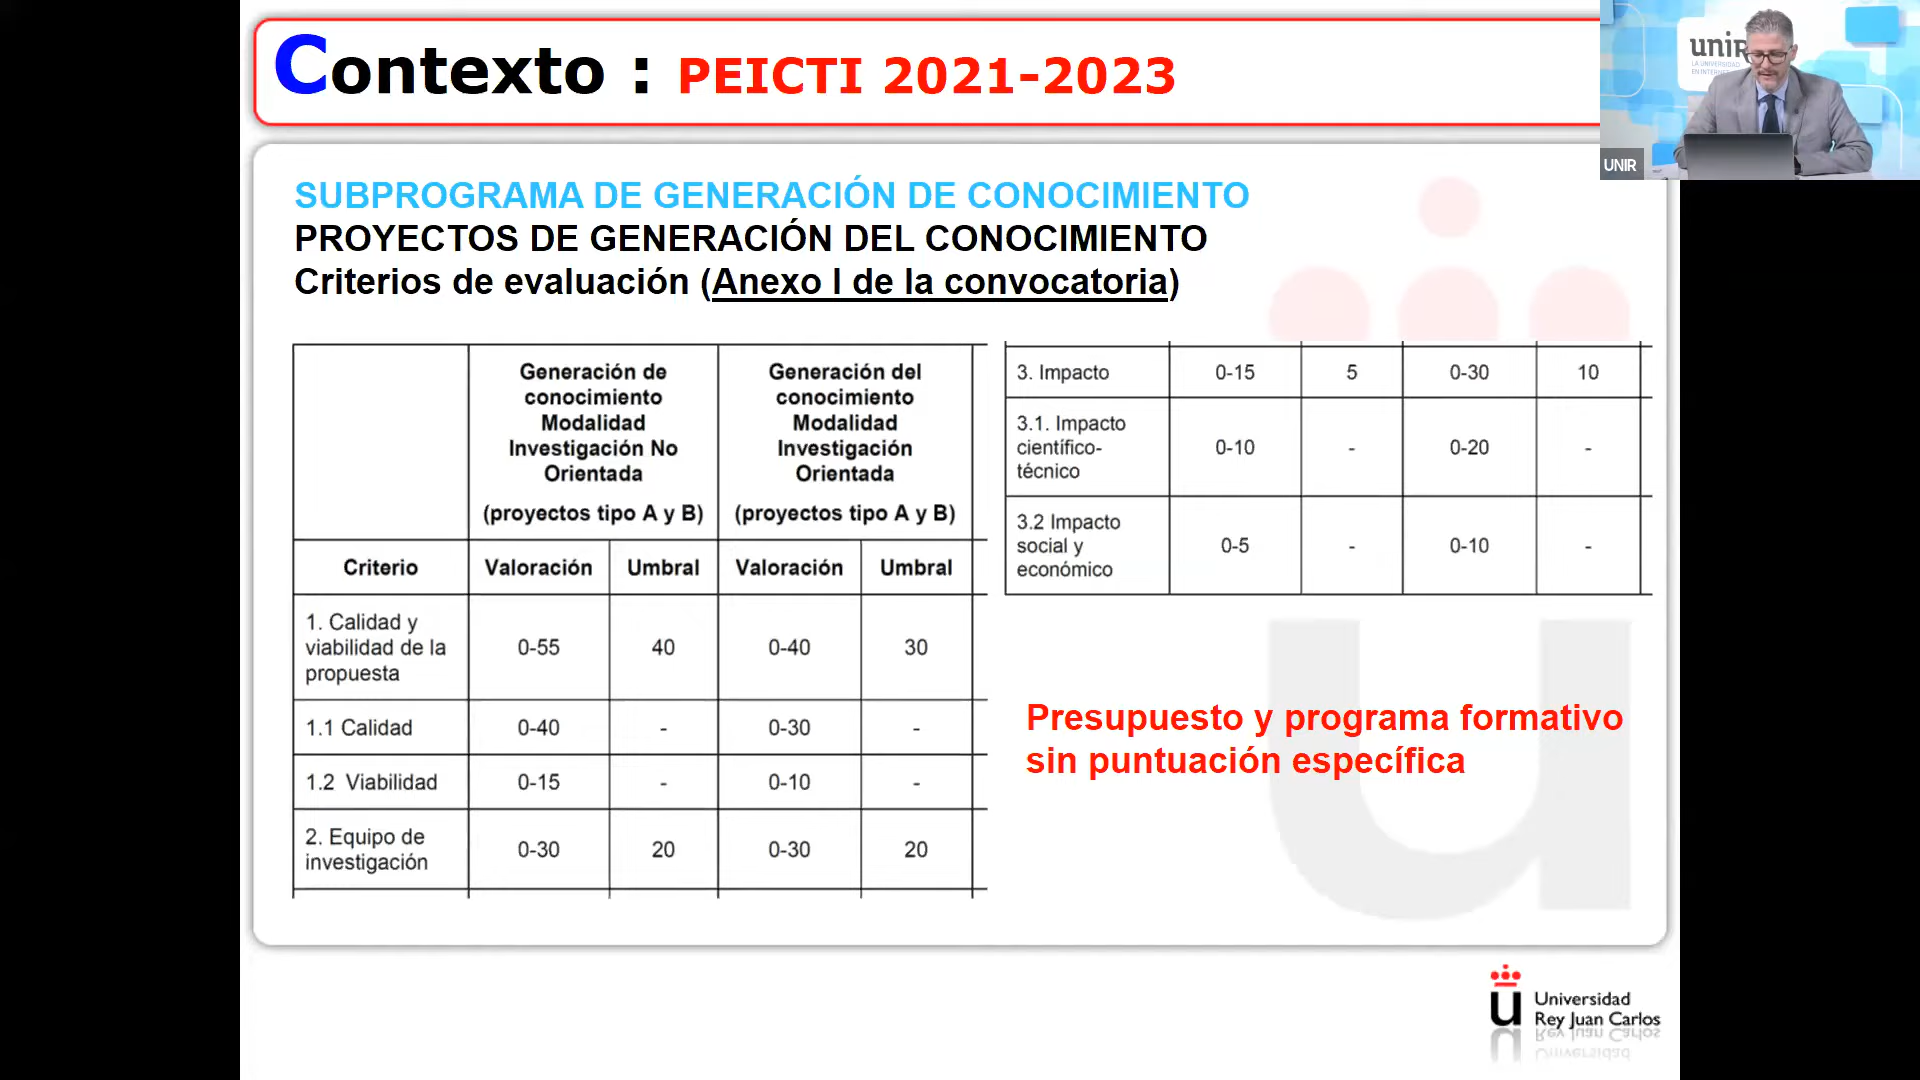 Contexto : PEICTI 2021-2023
unir
LA UNIVERSIDAD
EN INTERNET
UNIR
SUBPROGRAMA DE GENERACIÓN DE CONOCIMIENTO
PROYECTOS DE GENERACIÓN DEL CONOCIMIENTO
Criterios de evaluación (Anexo I de la convocatoria)
Generación de
conocimiento
Modalidad
Investigación No
Orientada
(proyectos tipo A y B)
Generación del
conocimiento
Modalidad
Investigación
Orientada
(proyectos tipo A y B)
Criterio Valoración Umbral Valoración Umbral
1. Calidad y
viabilidad de la
propuesta
0-55 40 0-40 30
1.1 Calidad 0-40 - 0-30 -
1.2 Viabilidad 0-15 - 0-10 -
2. Equipo de
investigación
0-30 20 0-30 20
3. Impacto 0-15 5 0-30 10
3.1. Impacto
científico-
técnico
0-10 - 0-20 -
3.2 Impacto
social y
económico
0-5 - 0-10 -
Presupuesto y programa formativo
sin puntuación específica
u Universidad
Rey Juan Carlos